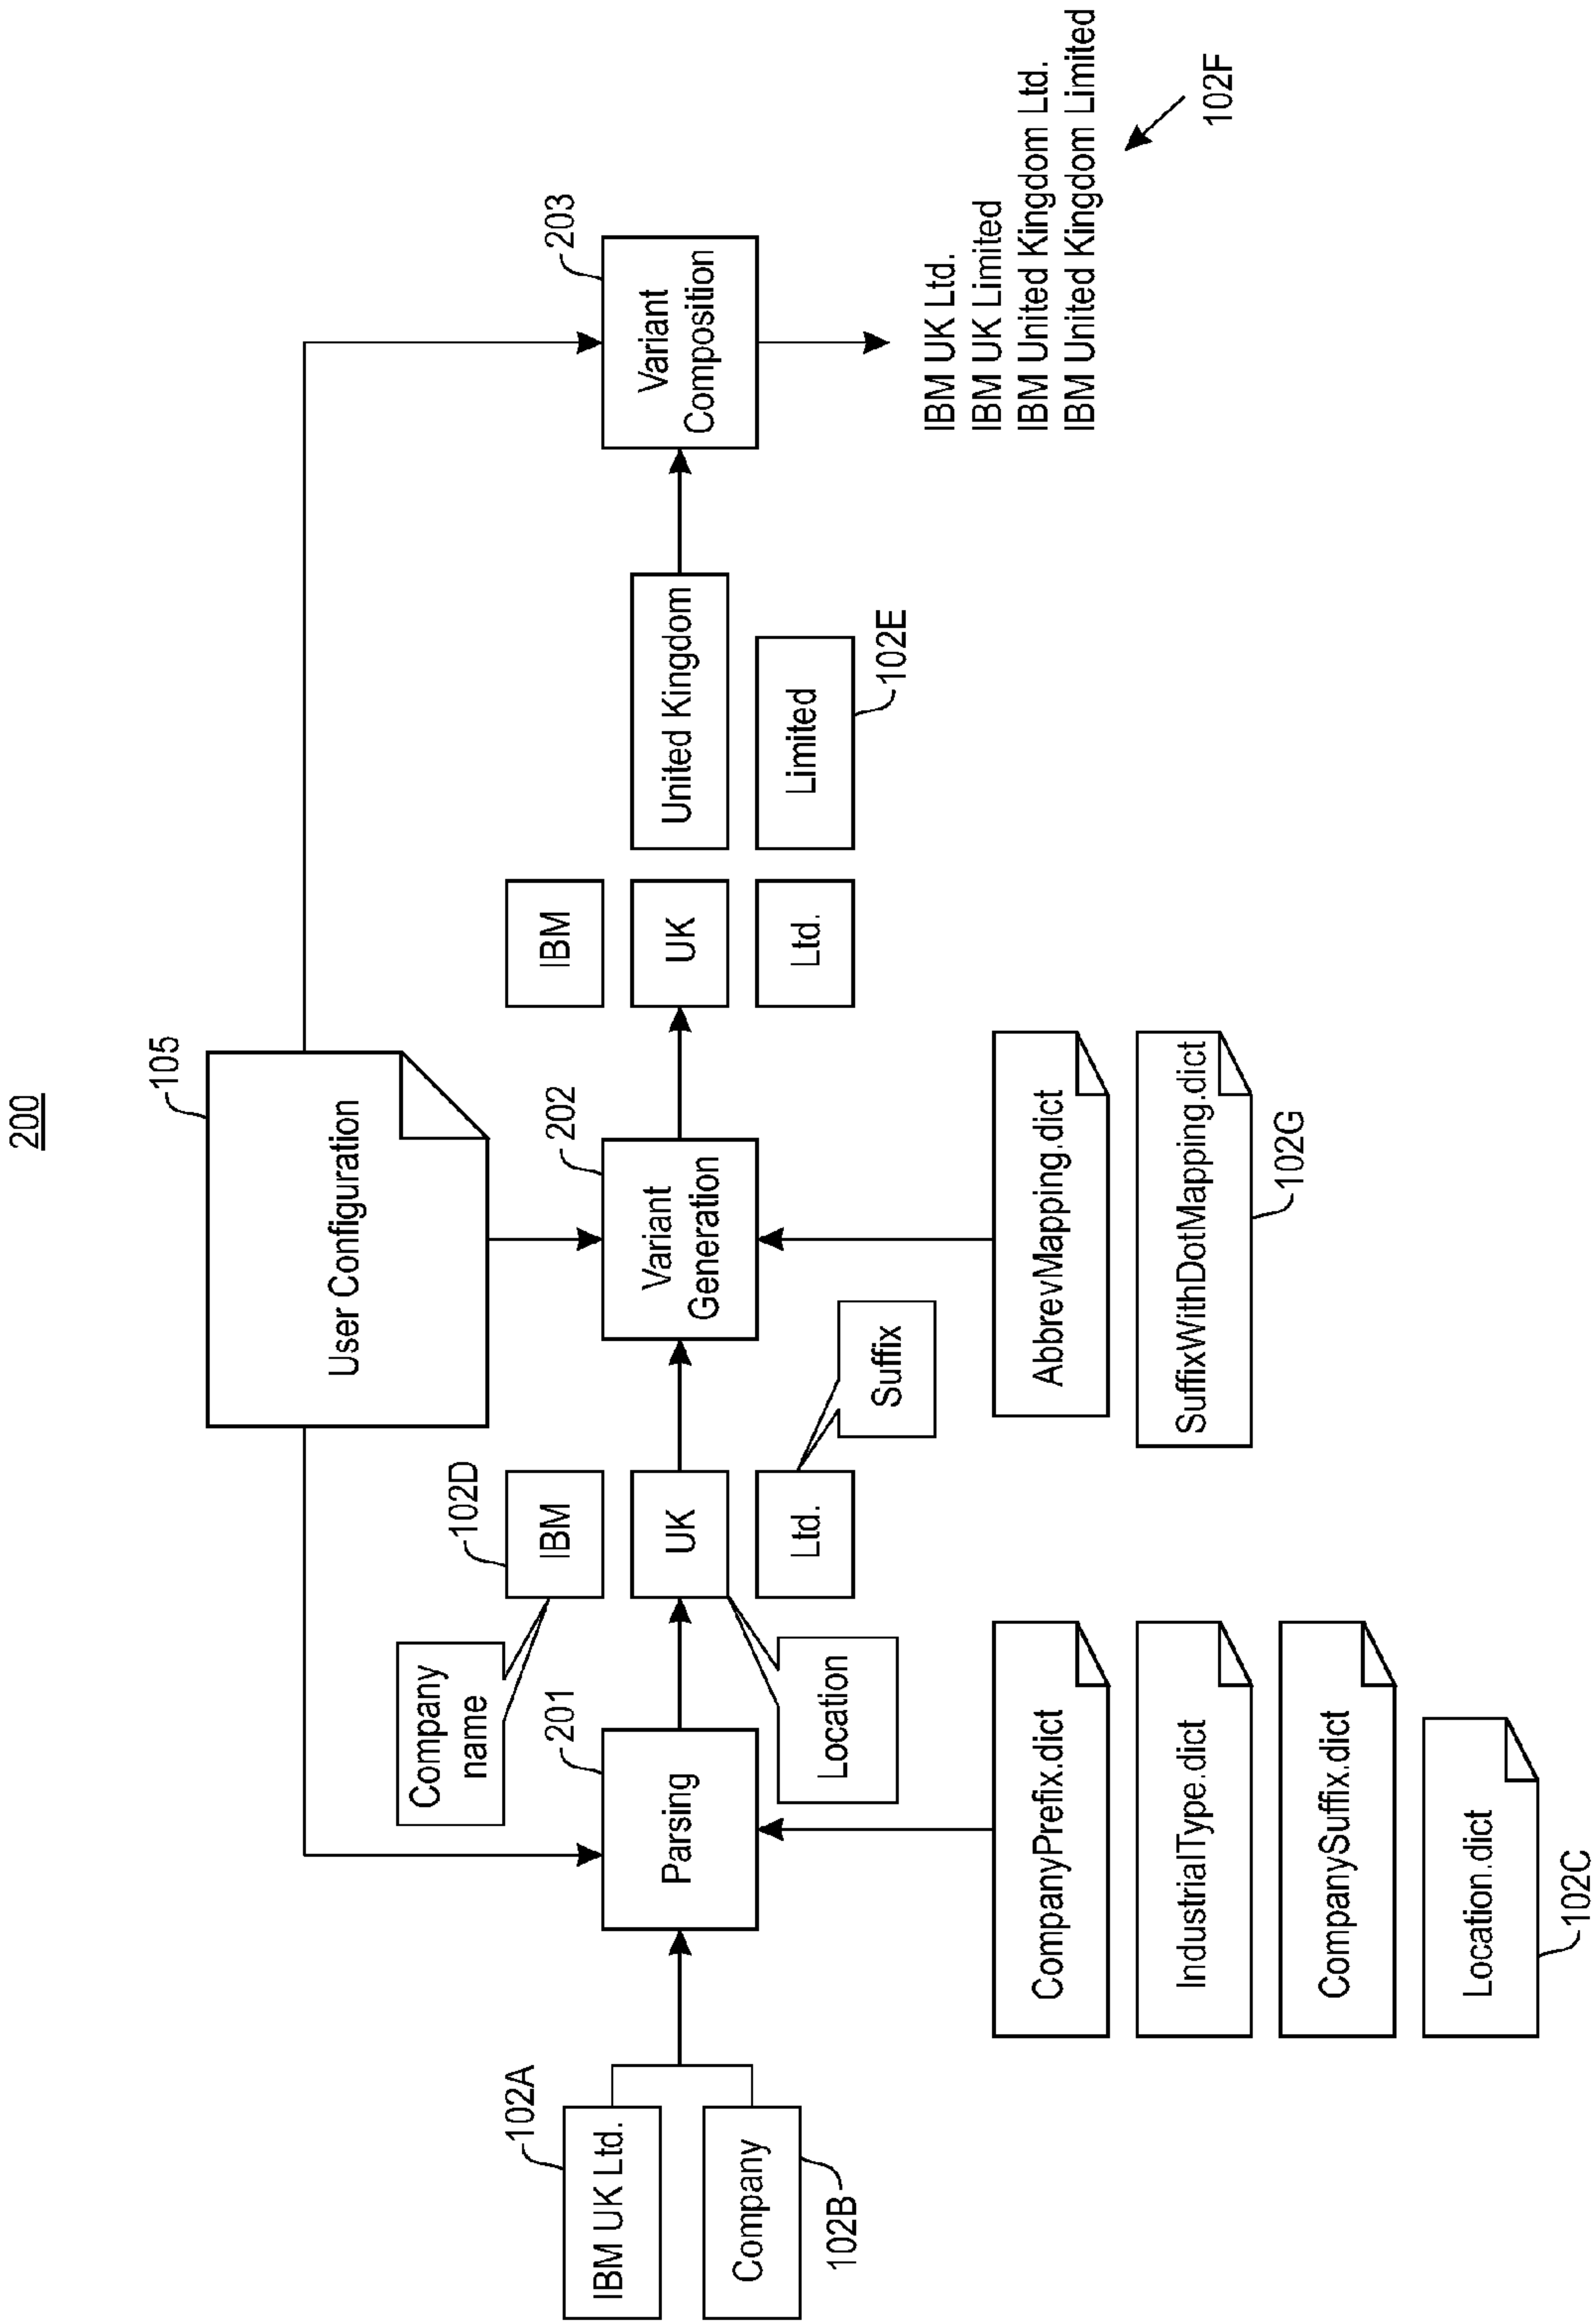 200
105
User Configuration
203
Variant
Composition
202
Variant
Generation
201
Parsing
102A
IBM UK Ltd.
Company
102B
Company
name
102D
IBM
UK
Ltd.
Location
Suffix
IBM
UK
Ltd.
United Kingdom
Limited
102E
CompanyPrefix.dict
IndustrialType.dict
CompanySuffix.dict
Location.dict
102C
AbbrevMapping.dict
SuffixWithDotMapping.dict
102G
IBM UK Ltd.
IBM UK Limited
IBM United Kingdom Ltd.
IBM United Kingdom Limited
102F